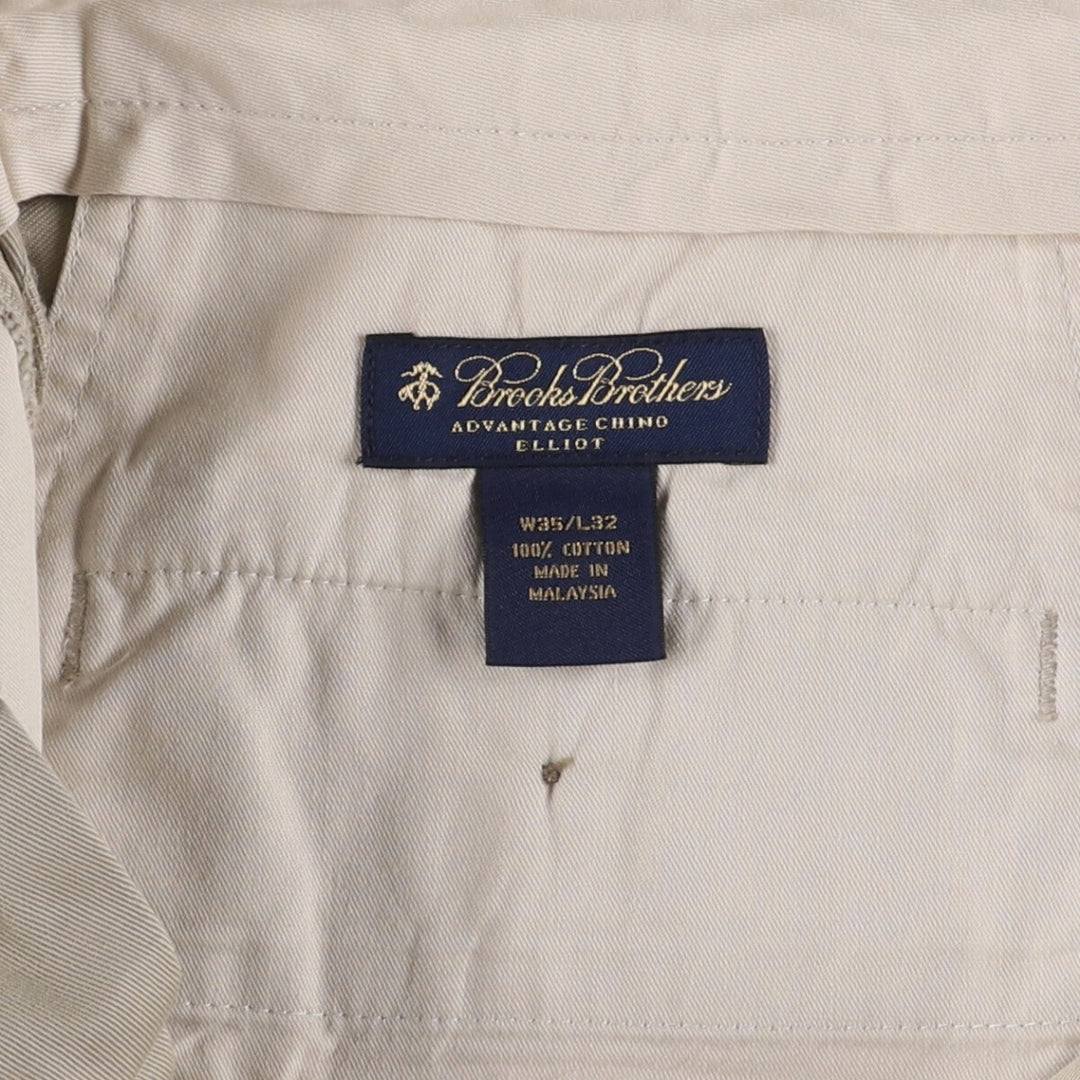 Brooks Brothers
ADVANTAGE CHINO
ELLIOT
W35/L32
100% COTTON
MADE IN
MALAYSIA